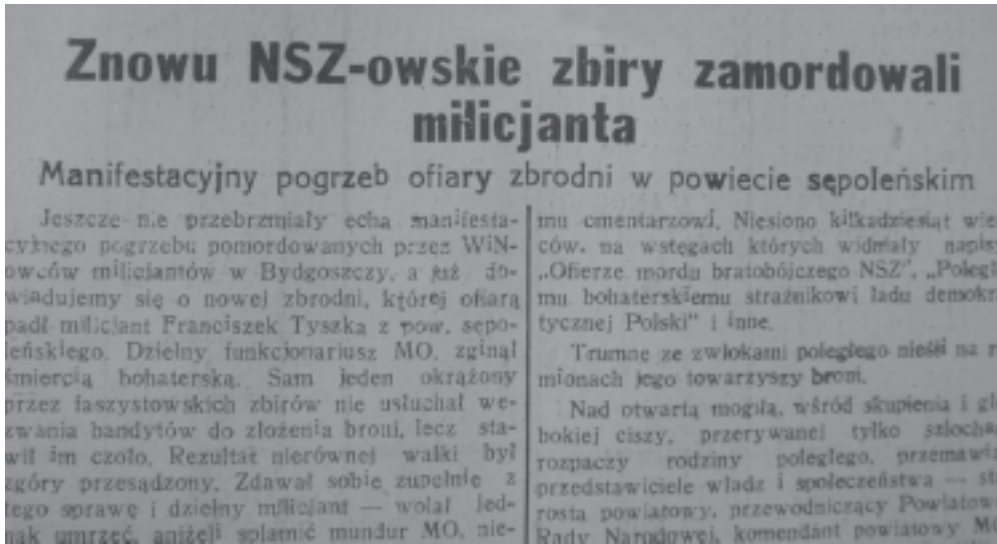 Znowu NSZ-owskie zbiry zamordowali
milicjanta
Manifestacyjny pogrzeb ofiary zbrodni w powiecie sępoleńskim
Jeszcze nie przebrzmiały echa manifesta-
cyjnego pogrzebu pomordowanych przez WiN-
owców milicjantów w Bydgoszczy, a już do-
wiadujemy się o nowej zbrodni, której ofiarą
padł milicjant Franciszek Tyszka z pow. sępo-
leńskiego. Dzielny funkcjonariusz MO. zginął
śmiercią bohaterską. Sam jeden okrążony
przez faszystowskich zbirów nie usłuchał we-
zwania bandytów do złożenia broni, lecz sta-
wił im czoło. Rezultat nierównej walki był
zgóry przesądzony. Zdawał sobie zupełnie z
tego sprawę i dzielny milicjant — wolał jed-
nak umrzeć, aniżeli splamić mundur MO, nie-
mu cmentarzowi. Niesiono kilkadziesiąt wie
ców, na wstęgach których widniały napis
„Ofierze mordu bratobójczego NSZ", „Poległ
mu bohaterskiemu strażnikowi ładu demokr
tycznej Polski" i inne.
Trumnę ze zwłokami poległego nieśli na r
mionach jego towarzyszy broni.
Nad otwartą mogiłą, wśród skupienia i gł
bokiej ciszy, przerywanej tylko szlocha
rozpaczy rodziny poległego, przemawia
przedstawiciele władz i społeczeństwa — sta
rosta powiatowy, przewodniczący Powiatow
Rady Narodowej, komendant powiatowy MO